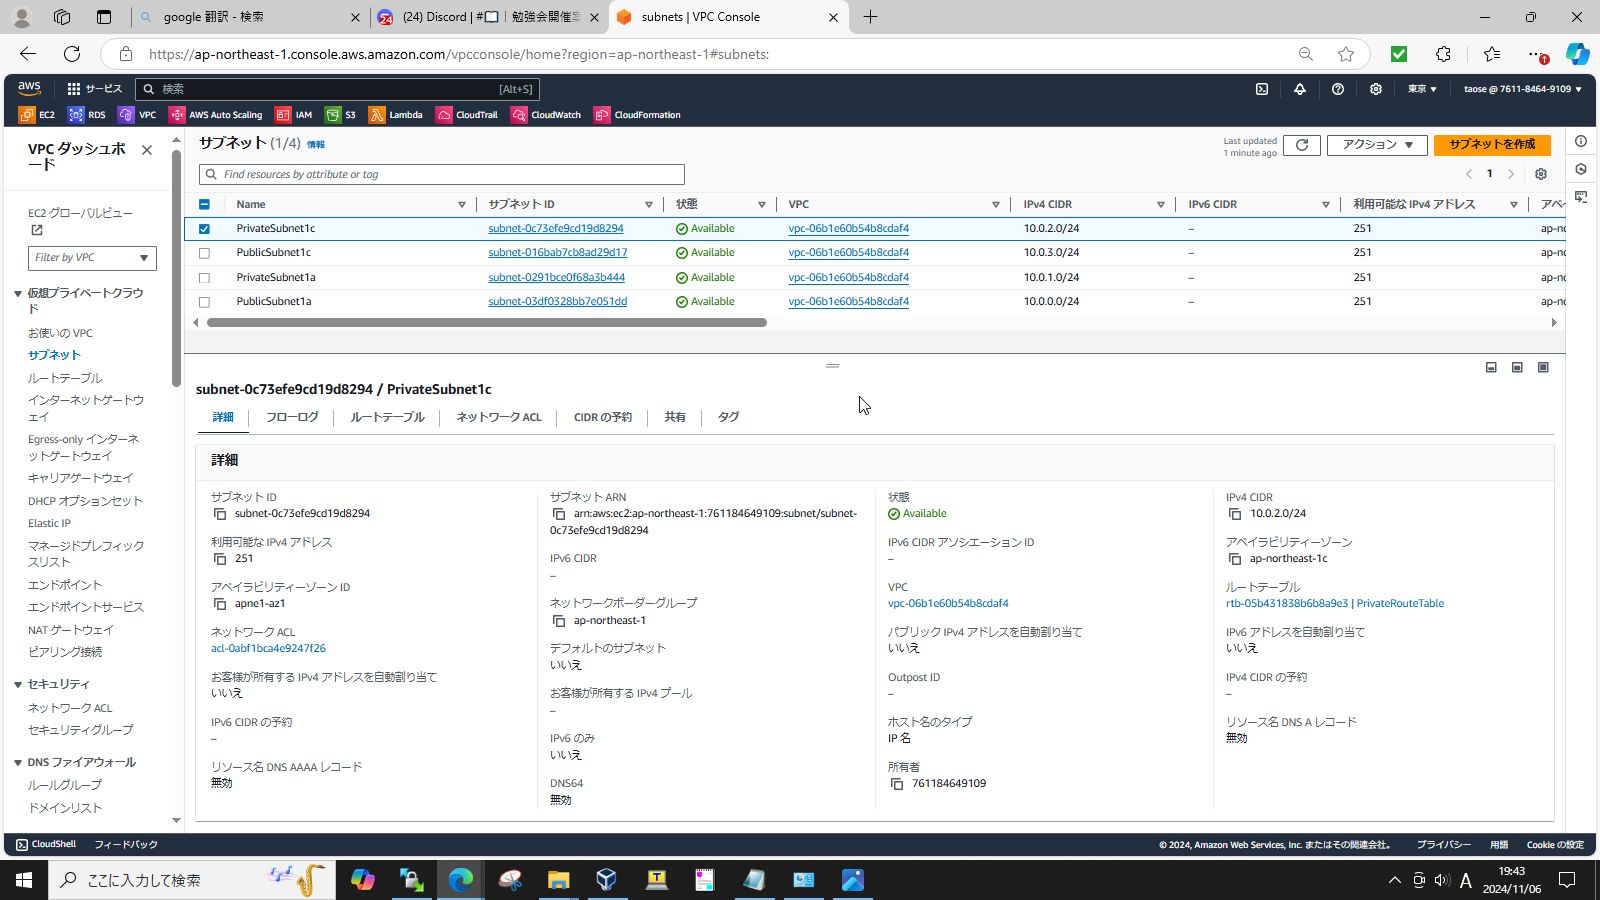 google 翻訳 - 検索
(24) Discord | #📖 | 勉強会開催案
subnets | VPC Console
https://ap-northeast-1.console.aws.amazon.com/vpcconsole/home?region=ap-northeast-1#subnets:
aws
サービス
検索
[Alt+S]
東京
taose @ 7611-8464-9109
EC2
RDS
VPC
AWS Auto Scaling
IAM
S3
Lambda
CloudTrail
CloudWatch
CloudFormation
VPC ダッシュボ
ード
EC2 グローバルビュー
Filter by VPC
仮想プライベートクラウ
ド
お使いの VPC
サブネット
ルートテーブル
インターネットゲートウ
ェイ
Egress-only インターネ
ットゲートウェイ
キャリアゲートウェイ
DHCP オプションセット
Elastic IP
マネージドプレフィック
スリスト
エンドポイント
エンドポイントサービス
NAT ゲートウェイ
ピアリング接続
セキュリティ
ネットワーク ACL
セキュリティグループ
DNS ファイアウォール
ルールグループ
ドメインリスト
サブネット (1/4) 情報
Last updated
1 minute ago
アクション
サブネットを作成
Find resources by attribute or tag
1
Name サブネット ID 状態 VPC IPv4 CIDR IPv6 CIDR 利用可能な IPv4 アドレス アベイ
PrivateSubnet1c subnet-0c73efe9cd19d8294 Available vpc-06b1e60b54b8cdaf4 10.0.2.0/24 – 251 ap-no
PublicSubnet1c subnet-016bab7cb8ad29d17 Available vpc-06b1e60b54b8cdaf4 10.0.3.0/24 – 251 ap-no
PrivateSubnet1a subnet-0291bce0f68a3b444 Available vpc-06b1e60b54b8cdaf4 10.0.1.0/24 – 251 ap-no
PublicSubnet1a subnet-03df0328bb7e051dd Available vpc-06b1e60b54b8cdaf4 10.0.0.0/24 – 251 ap-no
subnet-0c73efe9cd19d8294 / PrivateSubnet1c
詳細
フローログ
ルートテーブル
ネットワーク ACL
CIDR の予約
共有
タグ
詳細
サブネット ID
subnet-0c73efe9cd19d8294
利用可能な IPv4 アドレス
251
アベイラビリティーゾーン ID
apne1-az1
ネットワーク ACL
acl-0abf1bca4e9247f26
お客様が所有する IPv4 アドレスを自動割り当て
いいえ
IPv6 CIDR の予約
–
リソース名 DNS AAAA レコード
無効
サブネット ARN
arn:aws:ec2:ap-northeast-1:761184649109:subnet/subnet-
0c73efe9cd19d8294
IPv6 CIDR
–
ネットワークボーダーグループ
ap-northeast-1
デフォルトのサブネット
いいえ
お客様が所有する IPv4 プール
–
IPv6 のみ
いいえ
DNS64
無効
状態
Available
IPv6 CIDR アソシエーション ID
–
VPC
vpc-06b1e60b54b8cdaf4
パブリック IPv4 アドレスを自動割り当て
いいえ
Outpost ID
–
ホスト名のタイプ
IP 名
所有者
761184649109
IPv4 CIDR
10.0.2.0/24
アベイラビリティーゾーン
ap-northeast-1c
ルートテーブル
rtb-05b431838b6b8a9e3 | PrivateRouteTable
IPv6 アドレスを自動割り当て
いいえ
IPv4 CIDR の予約
–
リソース名 DNS A レコード
無効
CloudShell
フィードバック
© 2024, Amazon Web Services, Inc. またはその関連会社。
プライバシー
用語
Cookie の設定
ここに入力して検索
A
19:43
2024/11/06